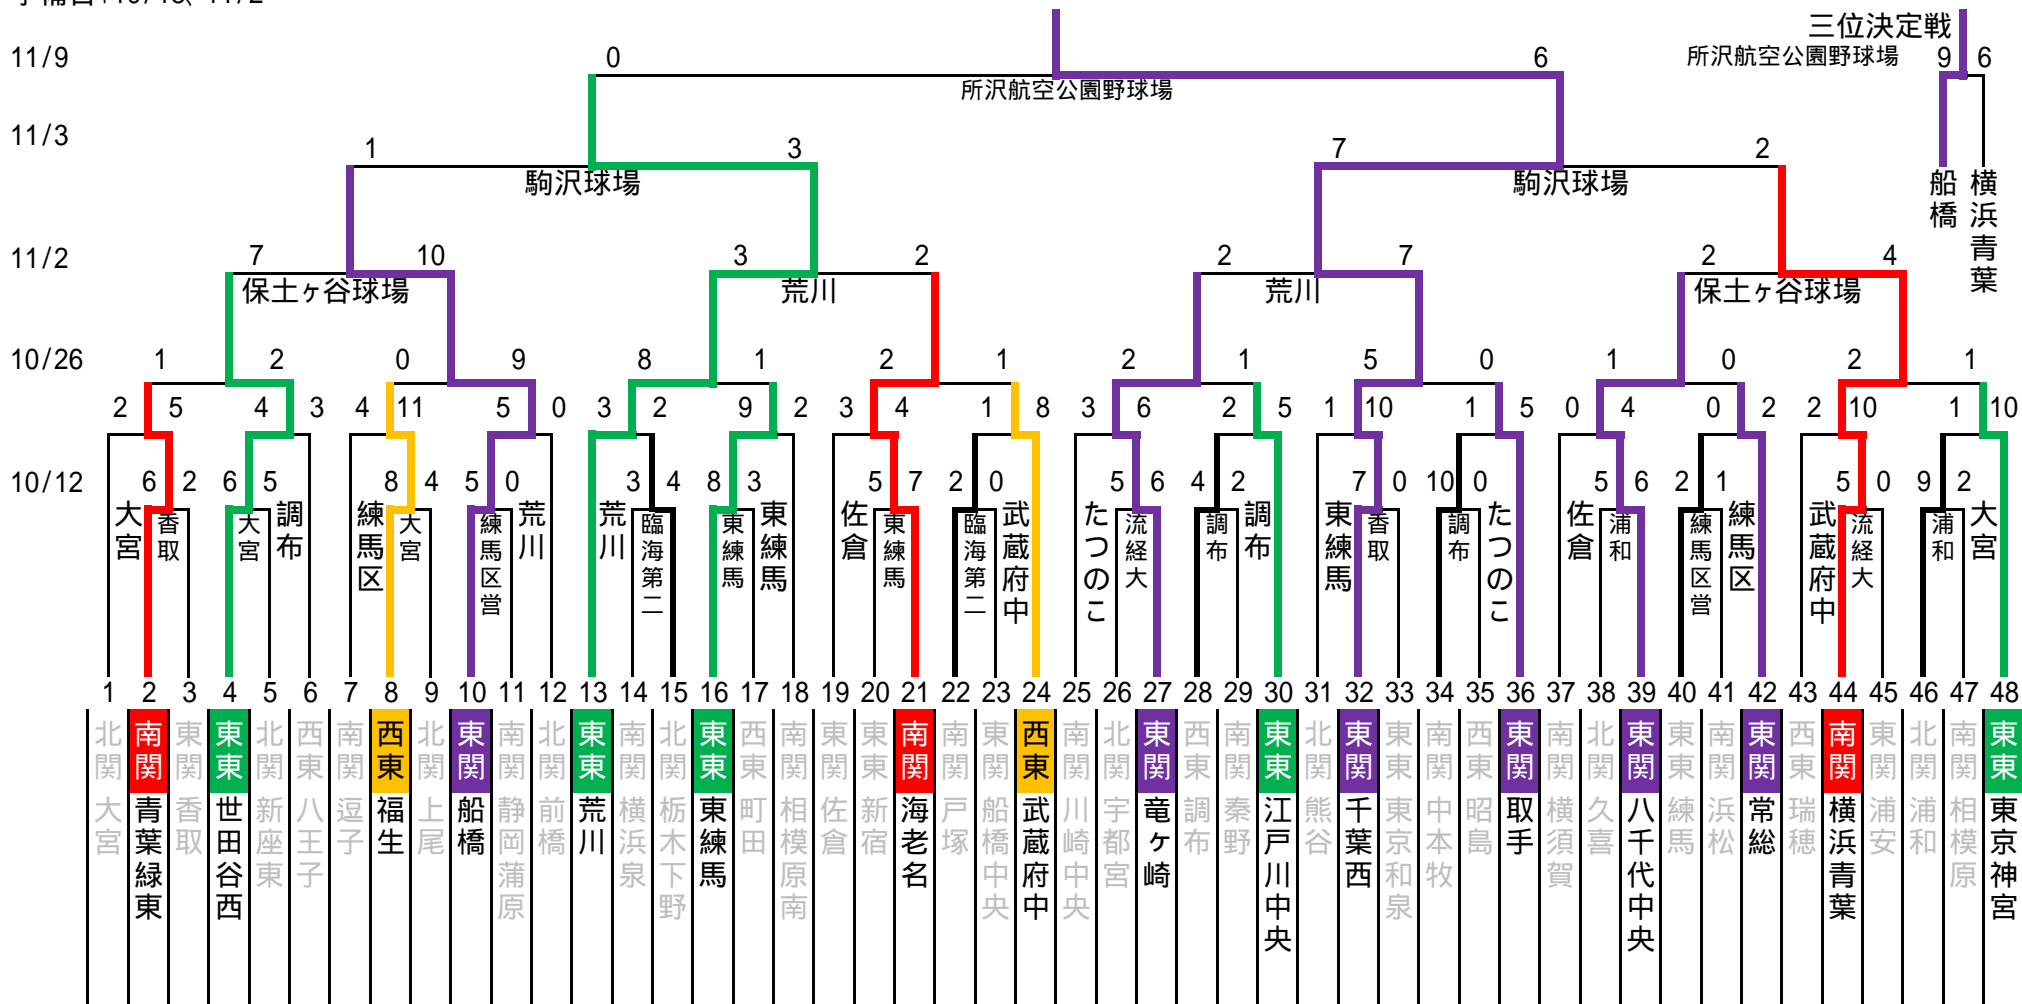 三位決定戦
11/9 0 6 所沢航空公園野球場 9 6
所沢航空公園野球場
11/3 1 3 7 2
駒沢球場 駒沢球場 船橋 横浜青葉
11/2 7 10 3 2 2 7 2 4
保土ヶ谷球場 荒川 荒川 保土ヶ谷球場
10/26 1 2 0 9 8 1 2 1 2 1 5 0 1 0 2 1
2 5 4 3 4 11 5 0 3 2 9 2 3 4 1 8 3 6 2 5 1 10 1 5 0 4 0 2 2 10 1 10
10/12 6 2 6 5 8 4 5 0 3 4 8 3 5 7 2 0 5 6 4 2 7 0 10 0 5 6 2 1 5 0 9 2
大宮 香取 大宮 調布 練馬区 大宮 練馬区営 荒川 荒川 臨海第二 東練馬 東練馬 佐倉 東練馬 臨海第二 武蔵府中 たつのこ 流経大 調布 調布 東練馬 香取 調布 たつのこ 佐倉 浦和 練馬区営 練馬区 武蔵府中 流経大 浦和 大宮
1 2 3 4 5 6 7 8 9 10 11 12 13 14 15 16 17 18 19 20 21 22 23 24 25 26 27 28 29 30 31 32 33 34 35 36 37 38 39 40 41 42 43 44 45 46 47 48
北関 南関 東関 東東 北関 西東 南関 西東 北関 東関 南関 北関 東東 南関 北関 東東 西東 南関 東関 東東 南関 南関 東関 西東 南関 北関 東関 西東 南関 東東 北関 東関 東東 南関 西東 東関 南関 北関 東関 東東 南関 東関 西東 南関 東関 北関 南関 東東
大宮 青葉緑東 香取 世田谷西 新座東 八王子 逗子 福生 上尾 船橋 静岡蒲原 前橋 荒川 横浜泉 栃木下野 東練馬 町田 相模原南 佐倉 新宿 海老名 戸塚 船橋中央 武蔵府中 川崎中央 宇都宮 竜ヶ崎 調布 秦野 江戸川中央 熊谷 千葉西 東京和泉 中本牧 昭島 取手 横須賀 久喜 八千代中央 練馬 浜松 常総 瑞穂 横浜青葉 浦安 浦和 相模原 東京神宮